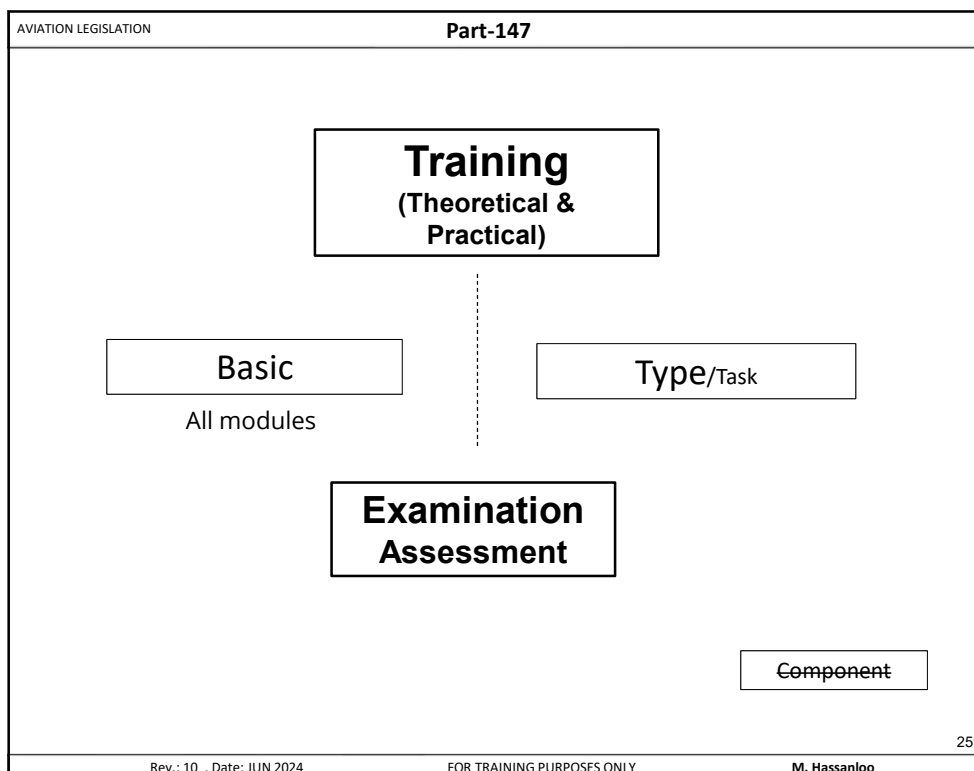 AVIATION LEGISLATION
Part-147
Training
(Theoretical &
Practical)
Basic
Type/Task
All modules
Examination
Assessment
Component
25
Rev.: 10 , Date: JUN 2024
FOR TRAINING PURPOSES ONLY
M. Hassanloo